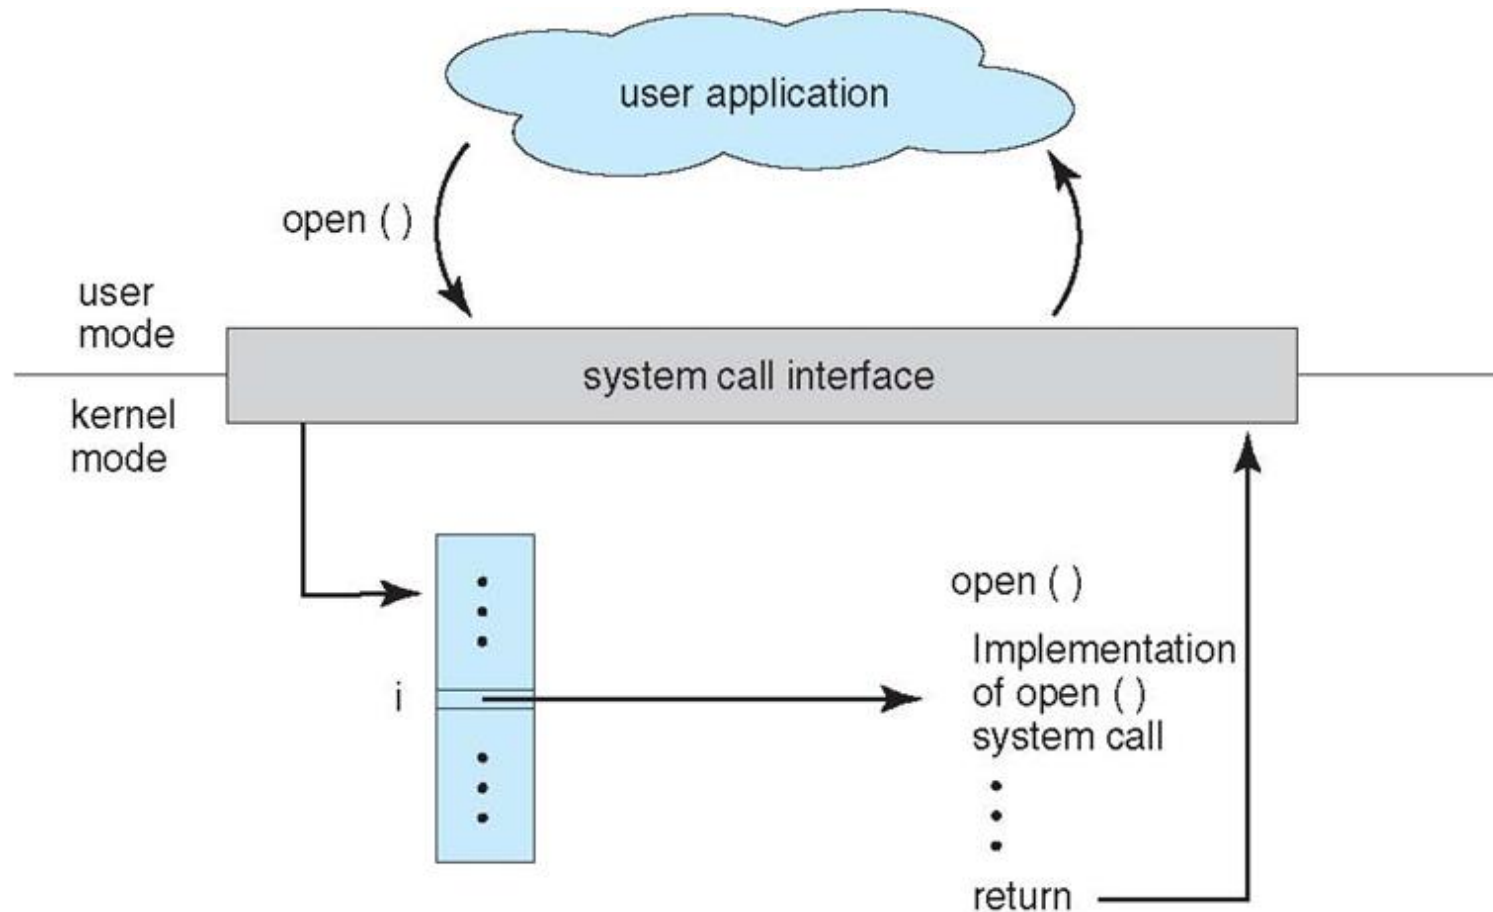 user application
open ( )
user
mode
system call interface
kernel
mode
open ( )
Implementation
of open ( )
system call
i
return